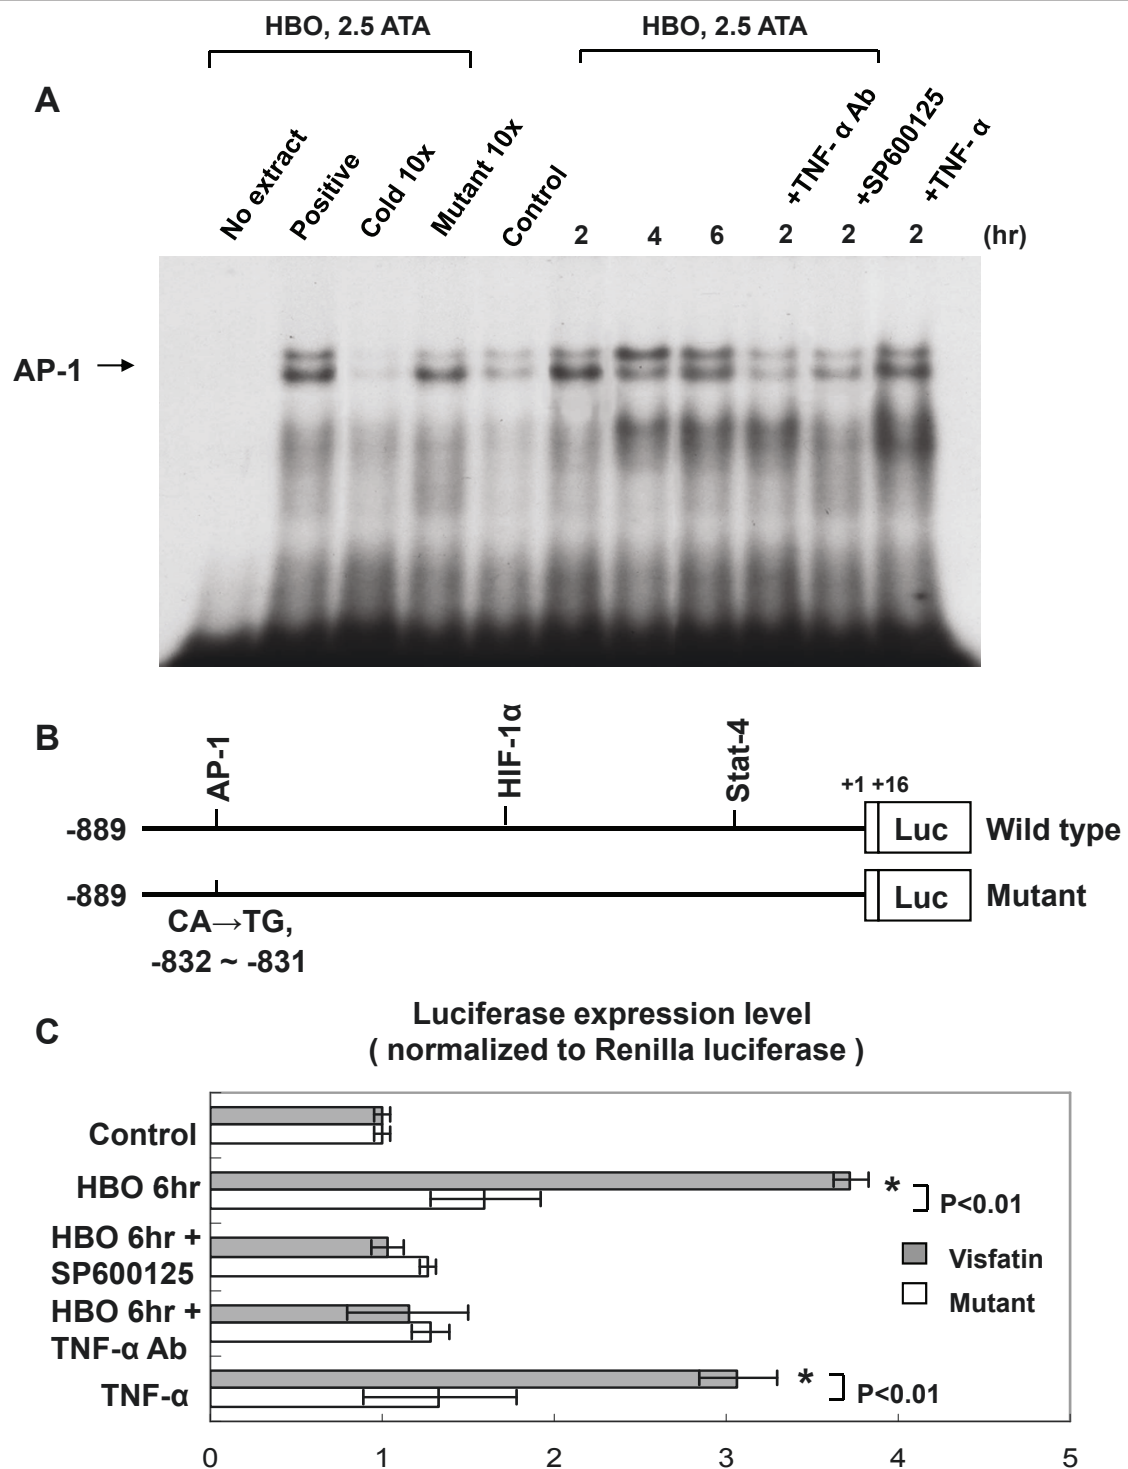 HBO, 2.5 ATA
HBO, 2.5 ATA
A
No extract
Positive
Cold 10x
Mutant 10x
Control
+TNF- α Ab
+SP600125
+TNF- α
2 4 6 2 2 2 (hr)
AP-1
B
AP-1
HIF-1α
Stat-4
+1 +16
-889
Luc
Wild type
-889
Luc
Mutant
CA→TG,
-832 ~ -831
C
Luciferase expression level
( normalized to Renilla luciferase )
Control
HBO 6hr
* P<0.01
HBO 6hr +
SP600125
Visfatin
Mutant
HBO 6hr +
TNF-α Ab
TNF-α
* P<0.01
0 1 2 3 4 5